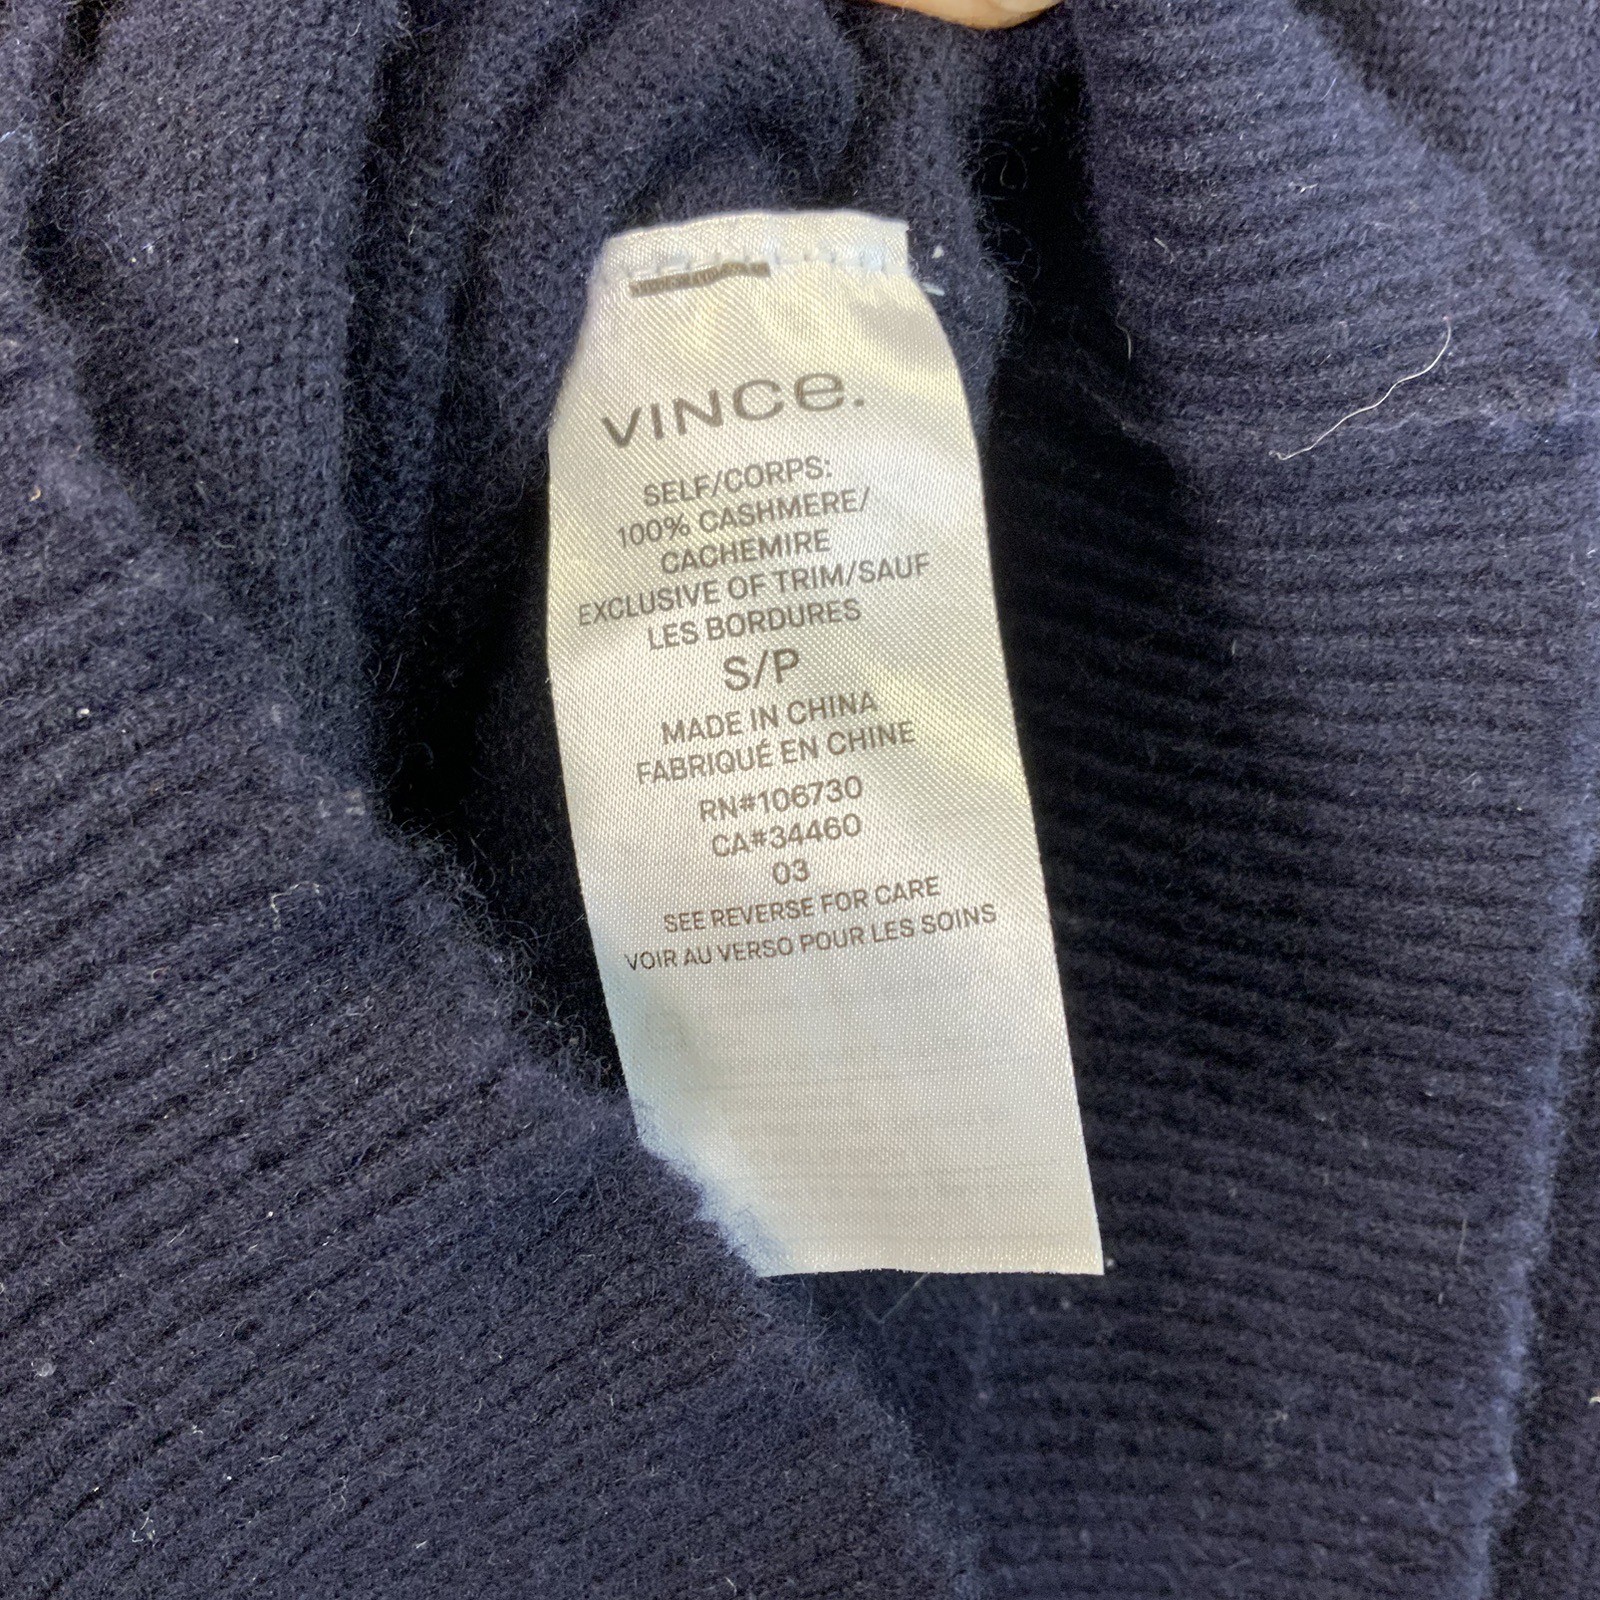 VINCE.
SELF/CORPS:
100% CASHMERE/
CACHEMIRE
EXCLUSIVE OF TRIM/SAUF
LES BORDURES
S/P
MADE IN CHINA
FABRIQUÉ EN CHINE
RN#106730
CA#34460
03
SEE REVERSE FOR CARE
VOIR AU VERSO POUR LES SOINS